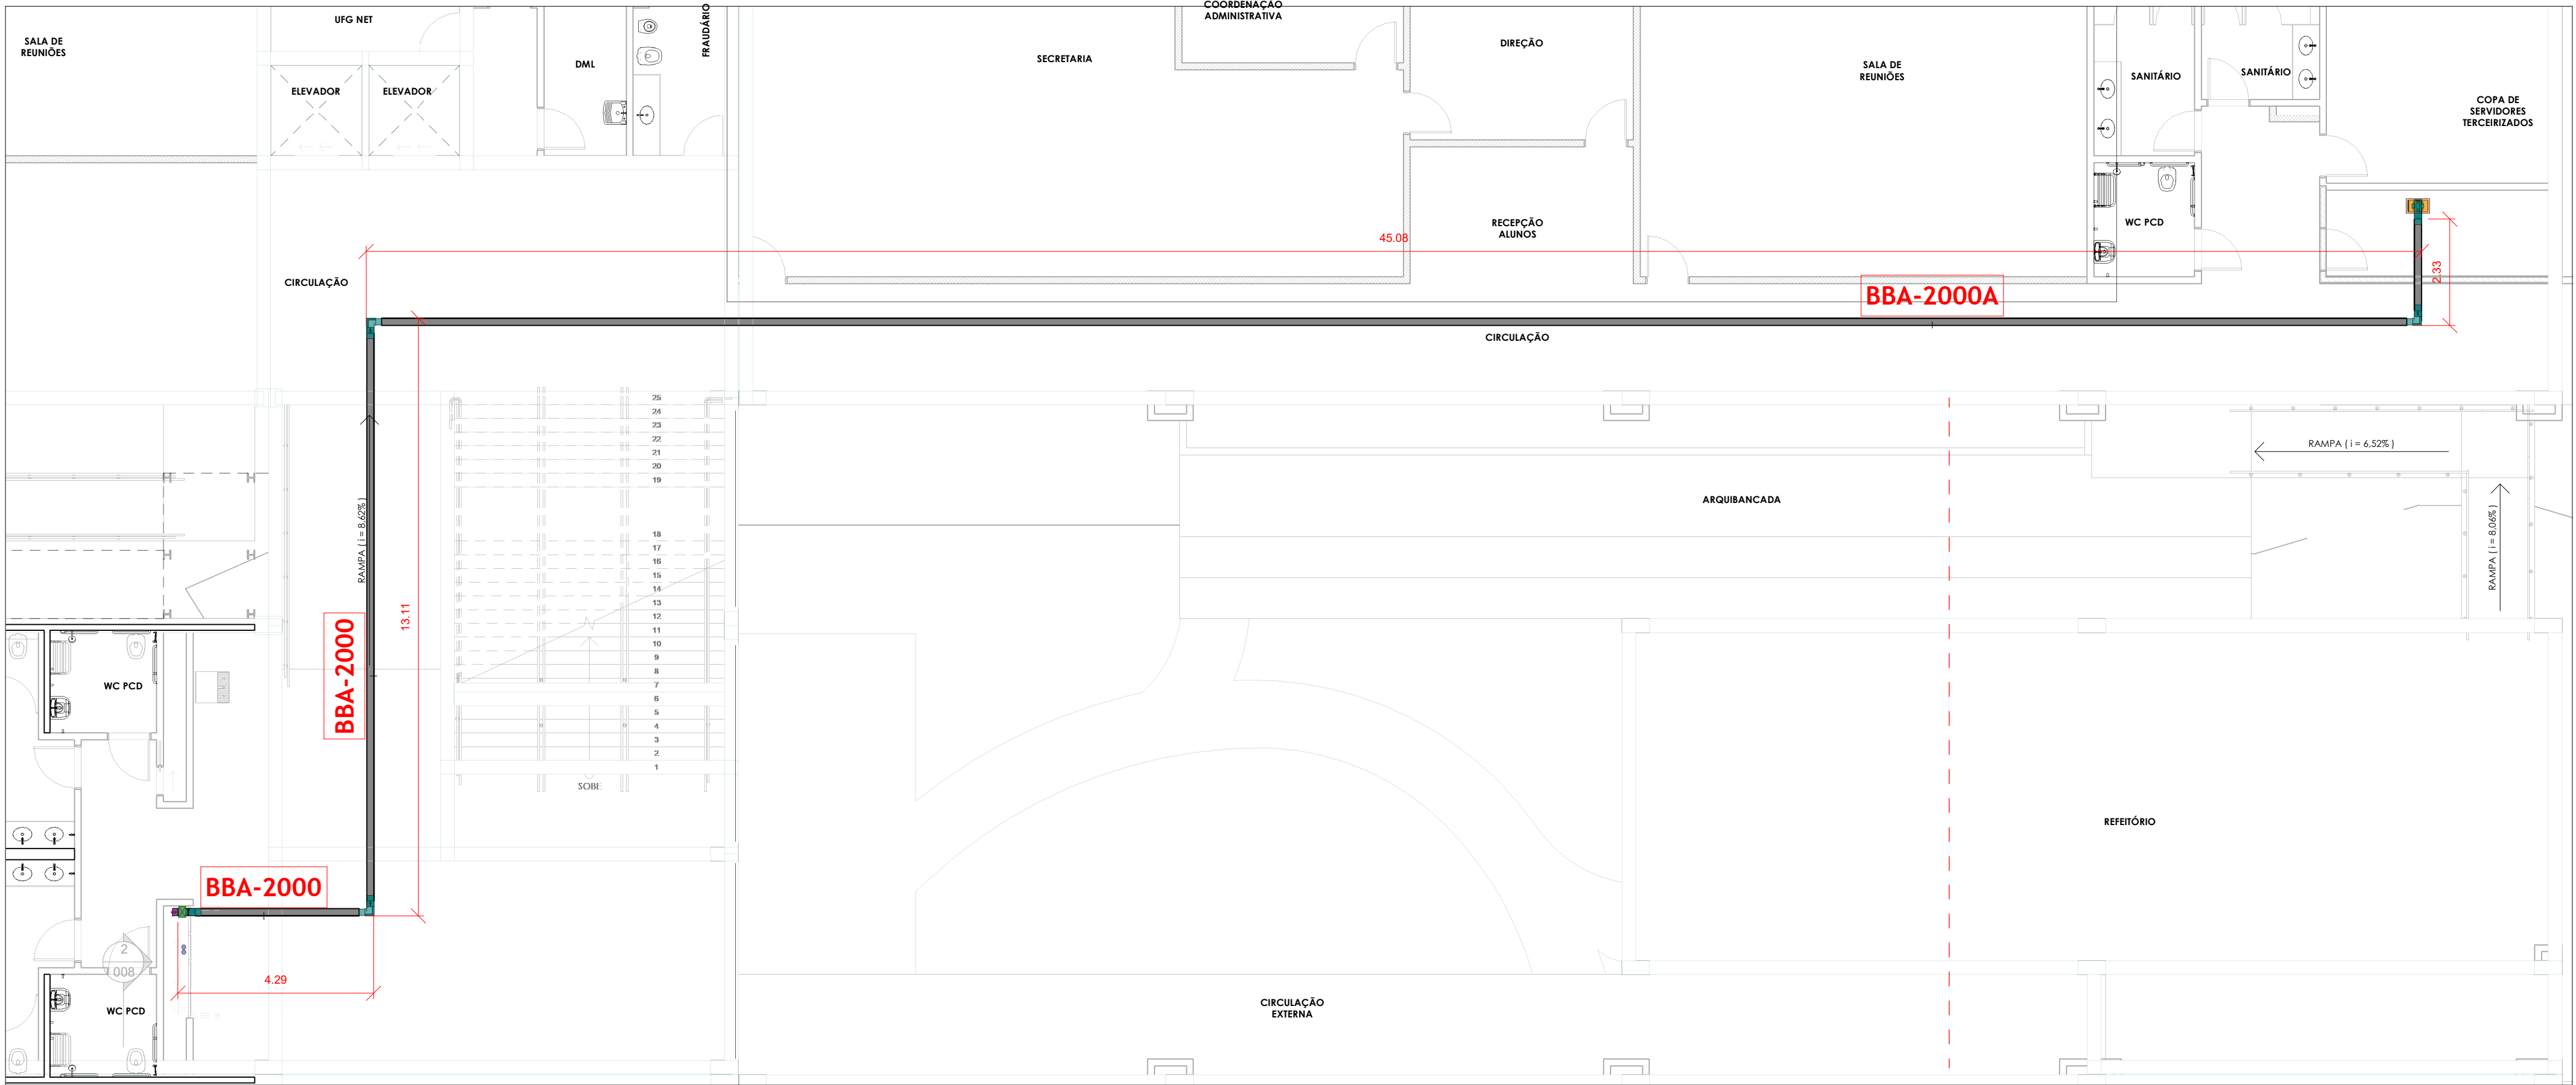 COORDENAÇÃO
ADMINISTRATIVA
UFG NET
FRAUDÁRIO
SALA DE
REUNIÕES
DIREÇÃO
SECRETARIA
DML
SALA DE
REUNIÕES
SANITÁRIO
SANITÁRIO
ELEVADOR
ELEVADOR
COPA DE
SERVIDORES
TERCEIRIZADOS
RECEPÇÃO
ALUNOS
WC PCD
45.08
2.33
CIRCULAÇÃO
BBA-2000A
CIRCULAÇÃO
25
24
23
22
21
20
19
18
17
16
15
14
13
12
11
10
9
8
7
6
5
4
3
2
1
SOBE
RAMPA ( i = 6,52% )
RAMPA ( i = 8,06% )
ARQUIBANCADA
RAMPA ( i = 8,62% )
13.11
BBA-2000
WC PCD
REFEITÓRIO
BBA-2000
2
008
4.29
WC PCD
CIRCULAÇÃO
EXTERNA